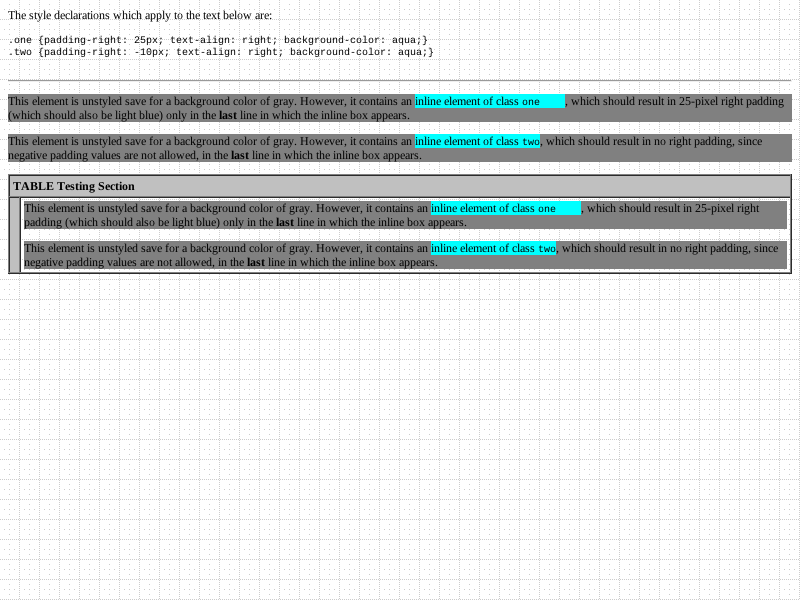 The style declarations which apply to the text below are:
.one {padding-right: 25px; text-align: right; background-color: aqua;}
.two {padding-right: -10px; text-align: right; background-color: aqua;}
This element is unstyled save for a background color of gray. However, it contains an inline element of class one, which should result in 25-pixel right padding
(which should also be light blue) only in the last line in which the inline box appears.
This element is unstyled save for a background color of gray. However, it contains an inline element of class two, which should result in no right padding, since
negative padding values are not allowed, in the last line in which the inline box appears.
TABLE Testing Section
This element is unstyled save for a background color of gray. However, it contains an inline element of class one, which should result in 25-pixel right
padding (which should also be light blue) only in the last line in which the inline box appears.
This element is unstyled save for a background color of gray. However, it contains an inline element of class two, which should result in no right padding, since
negative padding values are not allowed, in the last line in which the inline box appears.